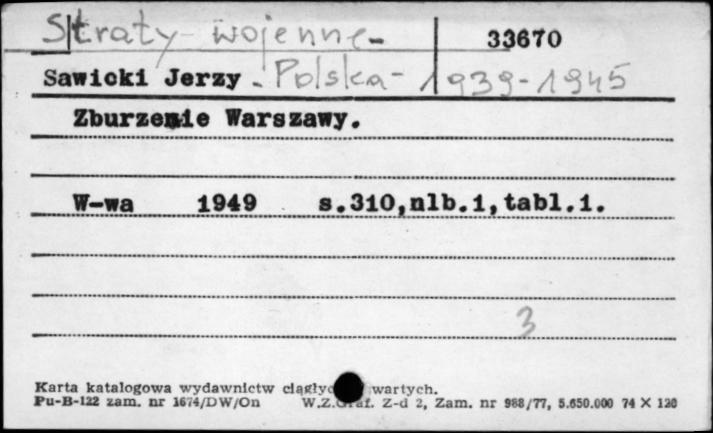 Straty wojenne- 33670
Sawicki Jerzy - Polska - 1939-1945
Zburzenie Warszawy.
W-wa 1949 s.310,nlb.1,tabl.1.
3
Karta katalogowa wydawnictw wartych.
Pu-B-122 zam. nr 1674/DW/On W.Z.Graf. Z-d 2, Zam. nr 988/77, 5.650.000 74 X 120